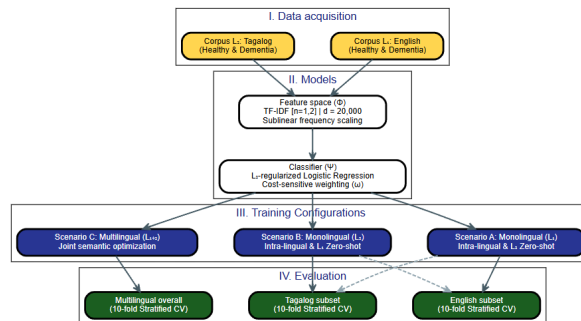 I. Data acquisition
Corpus L₂: Tagalog
(Healthy & Dementia)
Corpus L₁: English
(Healthy & Dementia)
II. Models
Feature space (Φ)
TF-IDF [n=1,2] | d = 20,000
Sublinear frequency scaling
Classifier (Ψ)
L₂-regularized Logistic Regression
Cost-sensitive weighting (ω)
III. Training Configurations
Scenario C: Multilingual (L₁₊₂)
Joint semantic optimization
Scenario B: Monolingual (L₂)
Intra-lingual & L₁ Zero-shot
Scenario A: Monolingual (L₁)
Intra-lingual & L₂ Zero-shot
IV. Evaluation
Multilingual overall
(10-fold Stratified CV)
Tagalog subset
(10-fold Stratified CV)
English subset
(10-fold Stratified CV)